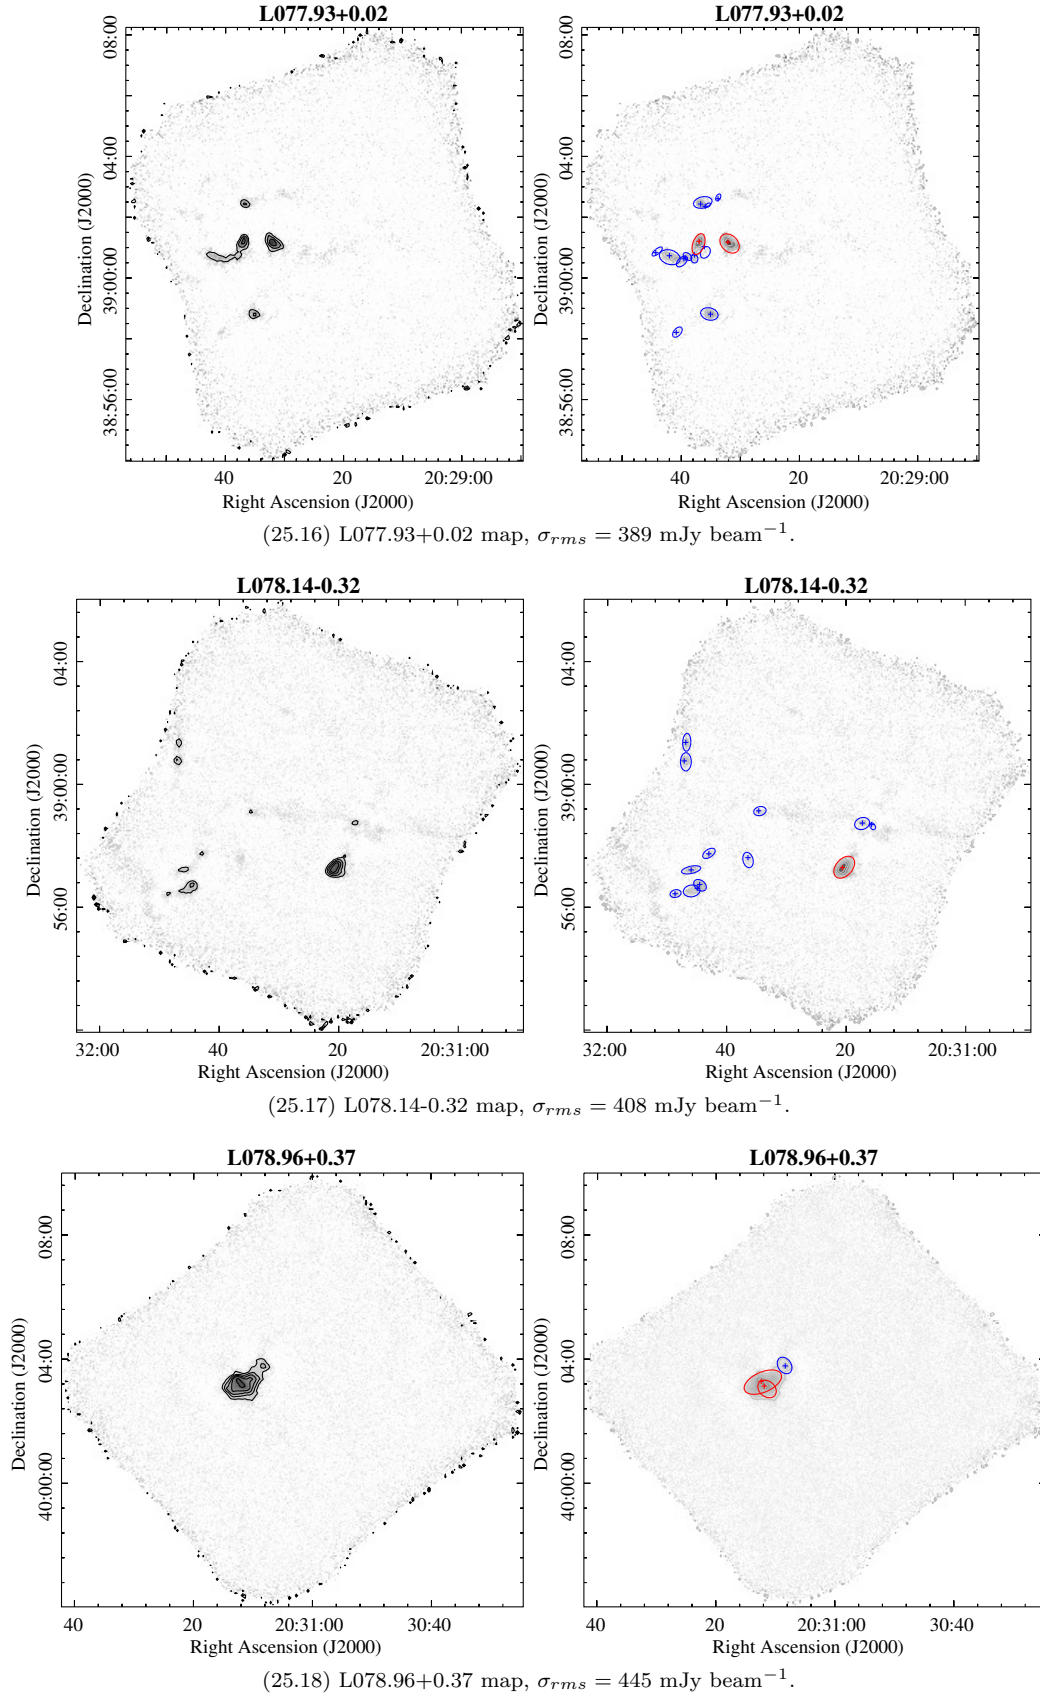 L077.93+0.02
L077.93+0.02
Declination (J2000)
08:00
04:00
39:00:00
38:56:00
40
20
20:29:00
Right Ascension (J2000)
Declination (J2000)
08:00
04:00
39:00:00
38:56:00
40
20
20:29:00
Right Ascension (J2000)
(25.16) L077.93+0.02 map, σrms = 389 mJy beam−1.
L078.14-0.32
L078.14-0.32
Declination (J2000)
04:00
39:00:00
56:00
32:00
40
20
20:31:00
Right Ascension (J2000)
Declination (J2000)
04:00
39:00:00
56:00
32:00
40
20
20:31:00
Right Ascension (J2000)
(25.17) L078.14-0.32 map, σrms = 408 mJy beam−1.
L078.96+0.37
L078.96+0.37
Declination (J2000)
08:00
04:00
40:00:00
40
20
20:31:00
30:40
Right Ascension (J2000)
Declination (J2000)
08:00
04:00
40:00:00
40
20
20:31:00
30:40
Right Ascension (J2000)
(25.18) L078.96+0.37 map, σrms = 445 mJy beam−1.